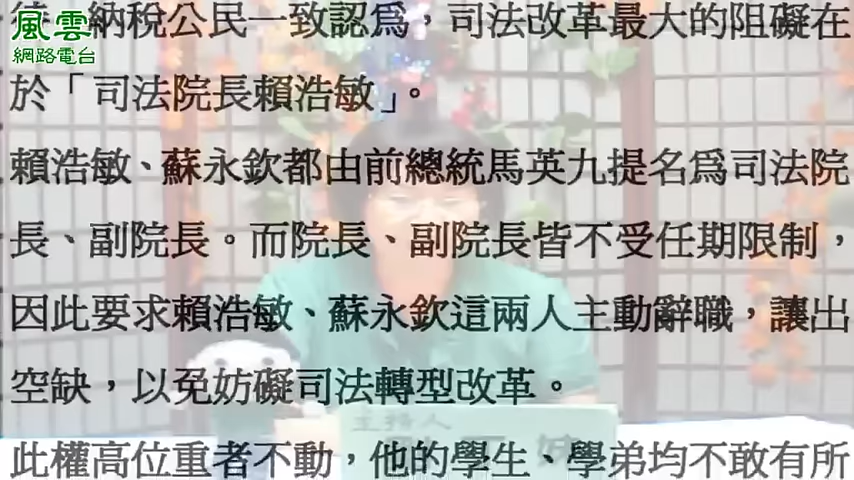 風雲
網路電台
納稅公民一致認為，司法改革最大的阻礙在
於「司法院長賴浩敏」。
賴浩敏、蘇永欽都由前總統馬英九提名為司法院
長、副院長。而院長、副院長皆不受任期限制，
因此要求賴浩敏、蘇永欽這兩人主動辭職，讓出
空缺，以免妨礙司法轉型改革。
主持人
此權高位重者不動，他的學生、學弟均不敢有所